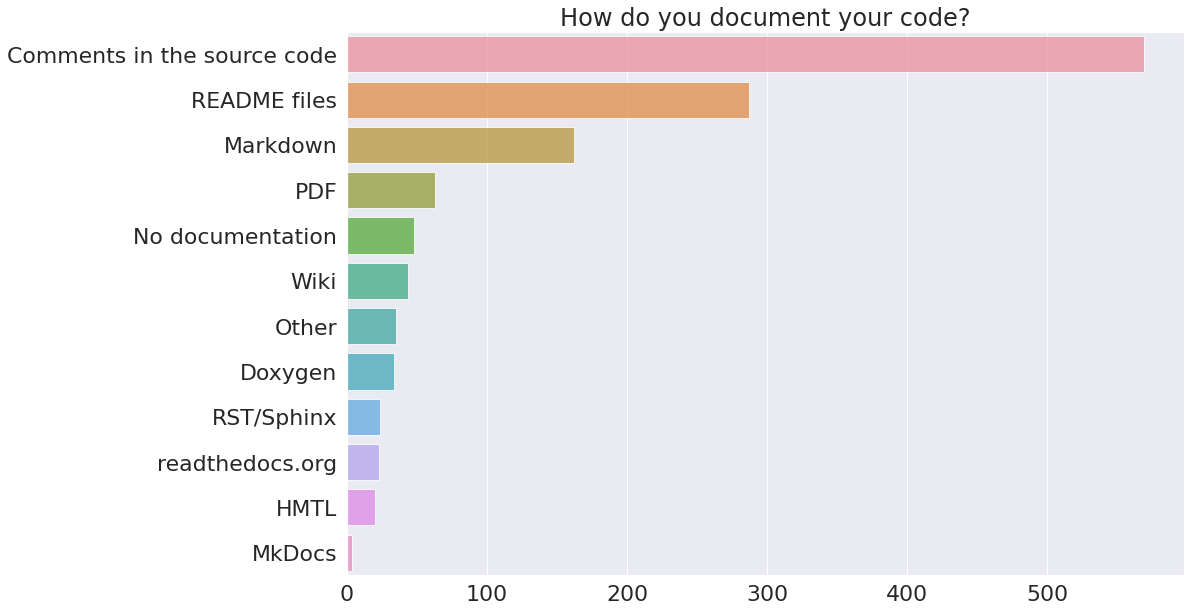 How do you document your code?
Comments in the source code
README files
Markdown
PDF
No documentation
Wiki
Other
Doxygen
RST/Sphinx
readthedocs.org
HMTL
MkDocs
0 100 200 300 400 500